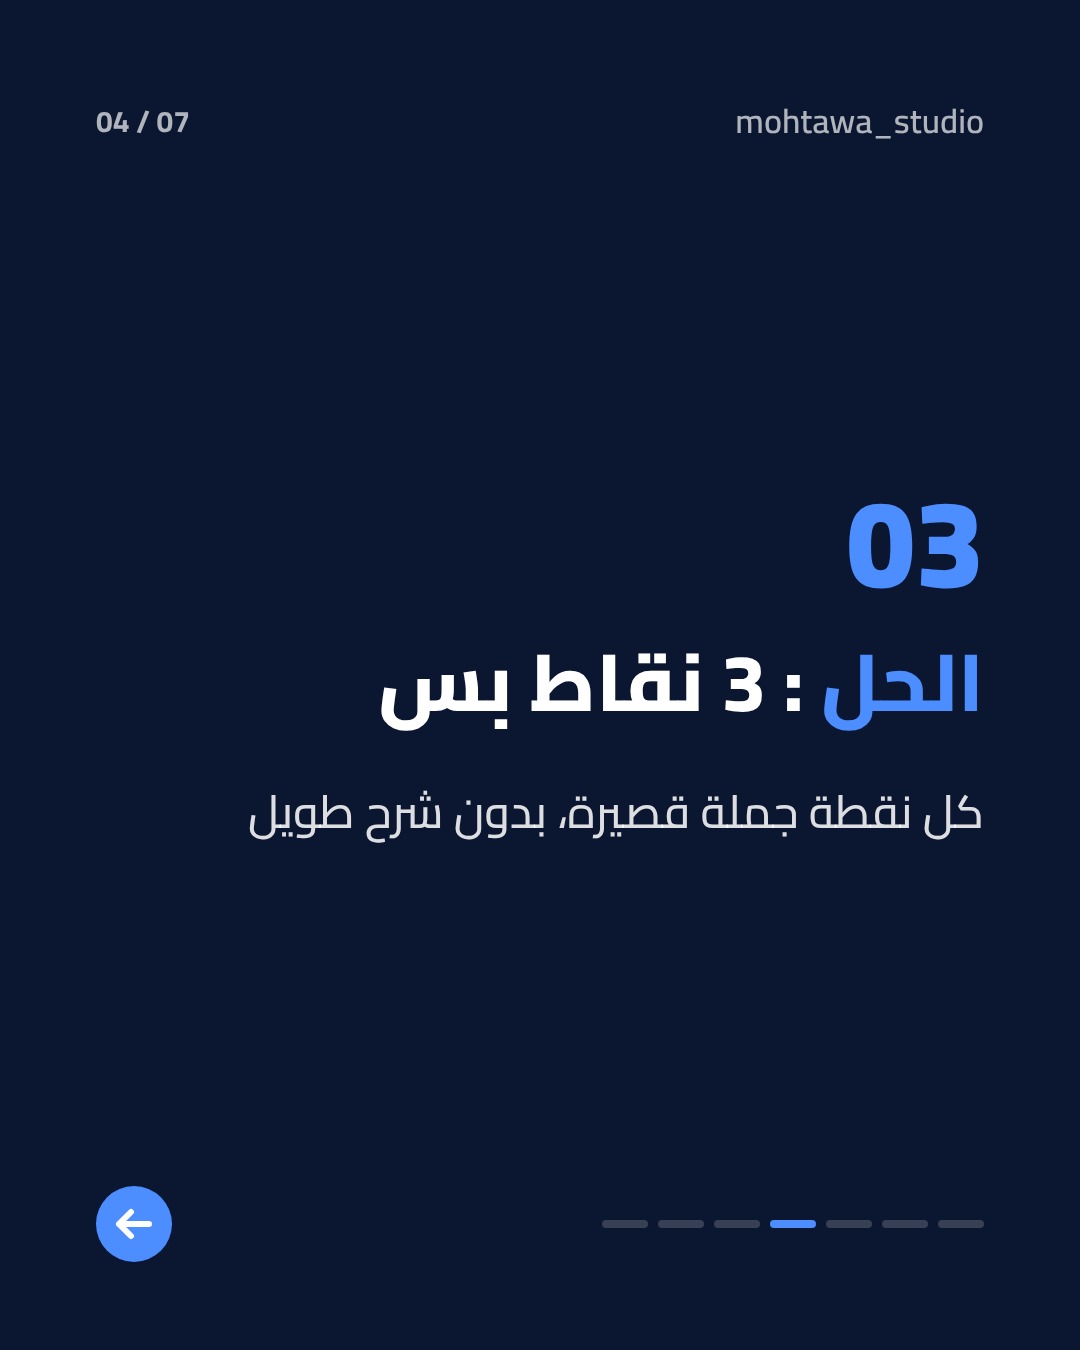 mohtawa_studio
04 / 07
03
الحل : 3 نقاط بس
كل نقطة جملة قصيرة، بدون شرح طويل